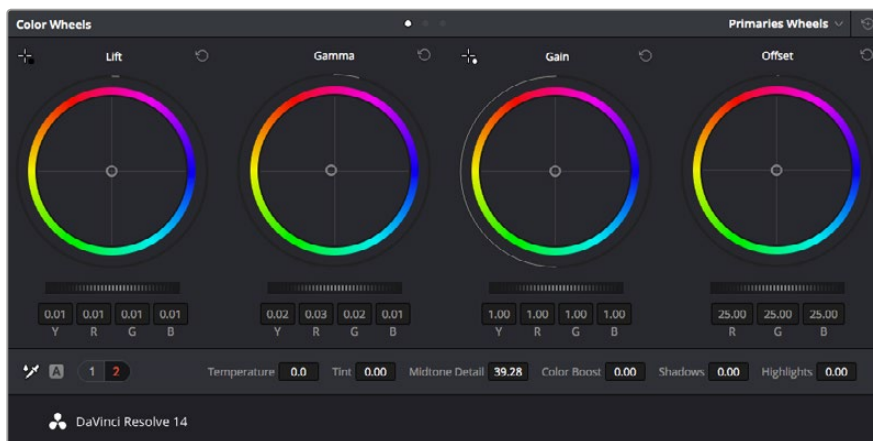 Color Wheels Primaries Wheels
Lift Gamma Gain Offset
0.01 0.01 0.01 0.01 0.02 0.03 0.02 0.01 1.00 1.00 1.00 1.00 25.00 25.00 25.00
Y R G B Y R G B Y R G B R G B
A 1 2 Temperature 0.0 Tint 0.00 Midtone Detail 39.28 Color Boost 0.00 Shadows 0.00 Highlights 0.00
DaVinci Resolve 14